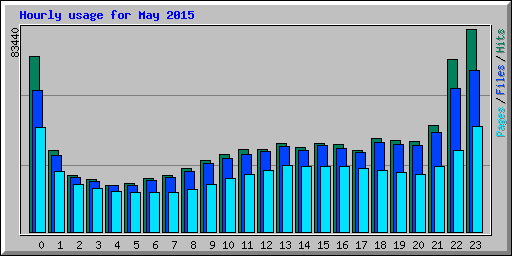 Hourly usage for May 2015
83440
Pages / Files / Hits
0 1 2 3 4 5 6 7 8 9 10 11 12 13 14 15 16 17 18 19 20 21 22 23